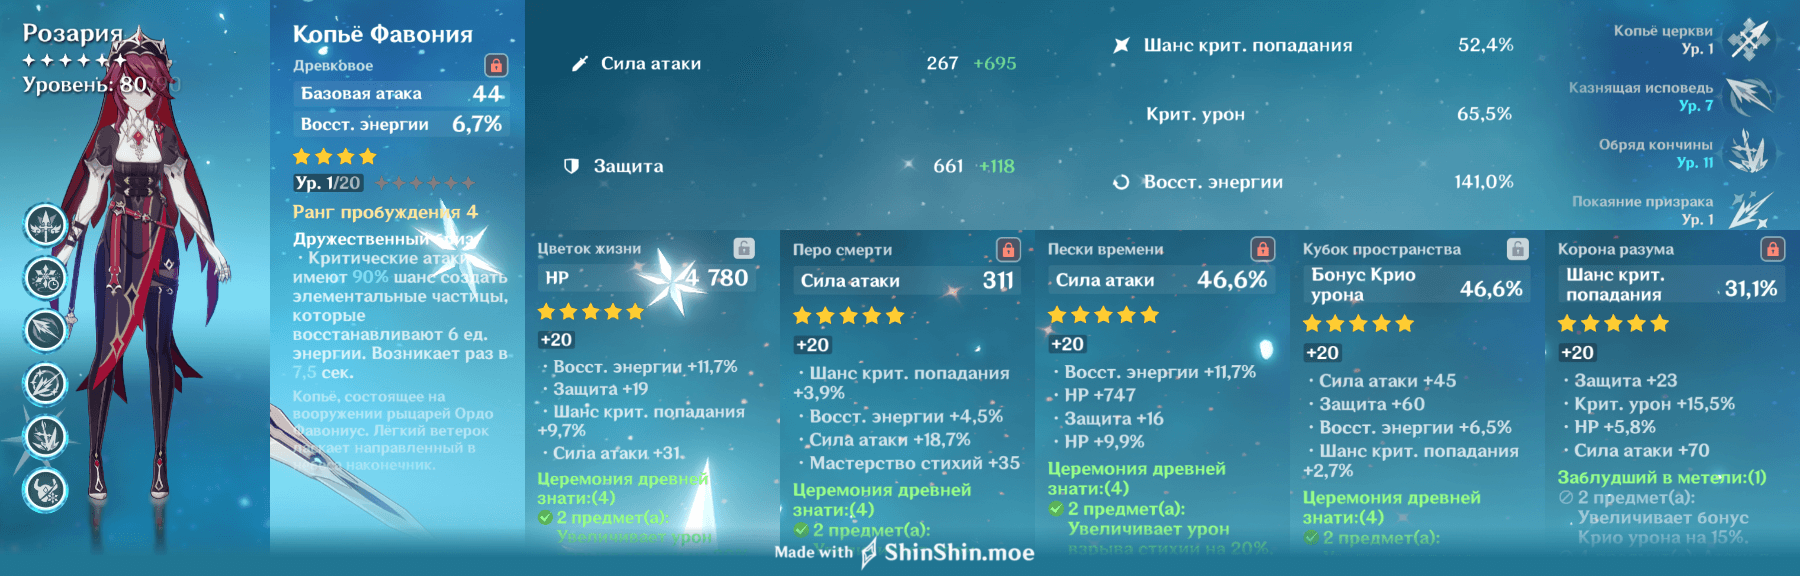 Розария
Уровень: 80/90
Копьё Фавония
Древковое
Базовая атака 44
Восст. энергии 6,7%
Ур. 1/20
Ранг пробуждения 4
Дружественный бриз
· Критические атаки
имеют 90% шанс создать
элементальные частицы,
которые
восстанавливают 6 ед.
энергии. Возникает раз в
7,5 сек.
Копьё, состоящее на
вооружении рыцарей Ордо
Фавониус. Лёгкий ветерок
ласкает направленный в
небеса наконечник.
Сила атаки 267 +695
Защита 661 +118
Шанс крит. попадания 52,4%
Крит. урон 65,5%
Восст. энергии 141,0%
Копьё церкви
Ур. 1
Казнящая исповедь
Ур. 7
Обряд кончины
Ур. 11
Покаяние призрака
Ур. 1
Цветок жизни
HP 4 780
+20
· Восст. энергии +11,7%
· Защита +19
· Шанс крит. попадания
+9,7%
· Сила атаки +31
Церемония древней
знати:(4)
2 предмет(а):
Увеличивает урон
Перо смерти
Сила атаки 311
+20
· Шанс крит. попадания
+3,9%
· Восст. энергии +4,5%
· Сила атаки +18,7%
· Мастерство стихий +35
Церемония древней
знати:(4)
2 предмет(а):
Пески времени
Сила атаки 46,6%
+20
· Восст. энергии +11,7%
· HP +747
· Защита +16
· HP +9,9%
Церемония древней
знати:(4)
2 предмет(а):
Увеличивает урон
взрыва стихии на 20%.
Кубок пространства
Бонус Крио
урона 46,6%
+20
· Сила атаки +45
· Защита +60
· Восст. энергии +6,5%
· Шанс крит. попадания
+2,7%
Церемония древней
знати:(4)
2 предмет(а):
Корона разума
Шанс крит.
попадания 31,1%
+20
· Защита +23
· Крит. урон +15,5%
· HP +5,8%
· Сила атаки +70
Заблудший в метели:(1)
2 предмет(а):
Увеличивает бонус
Крио урона на 15%.
Made with ShinShin.moe